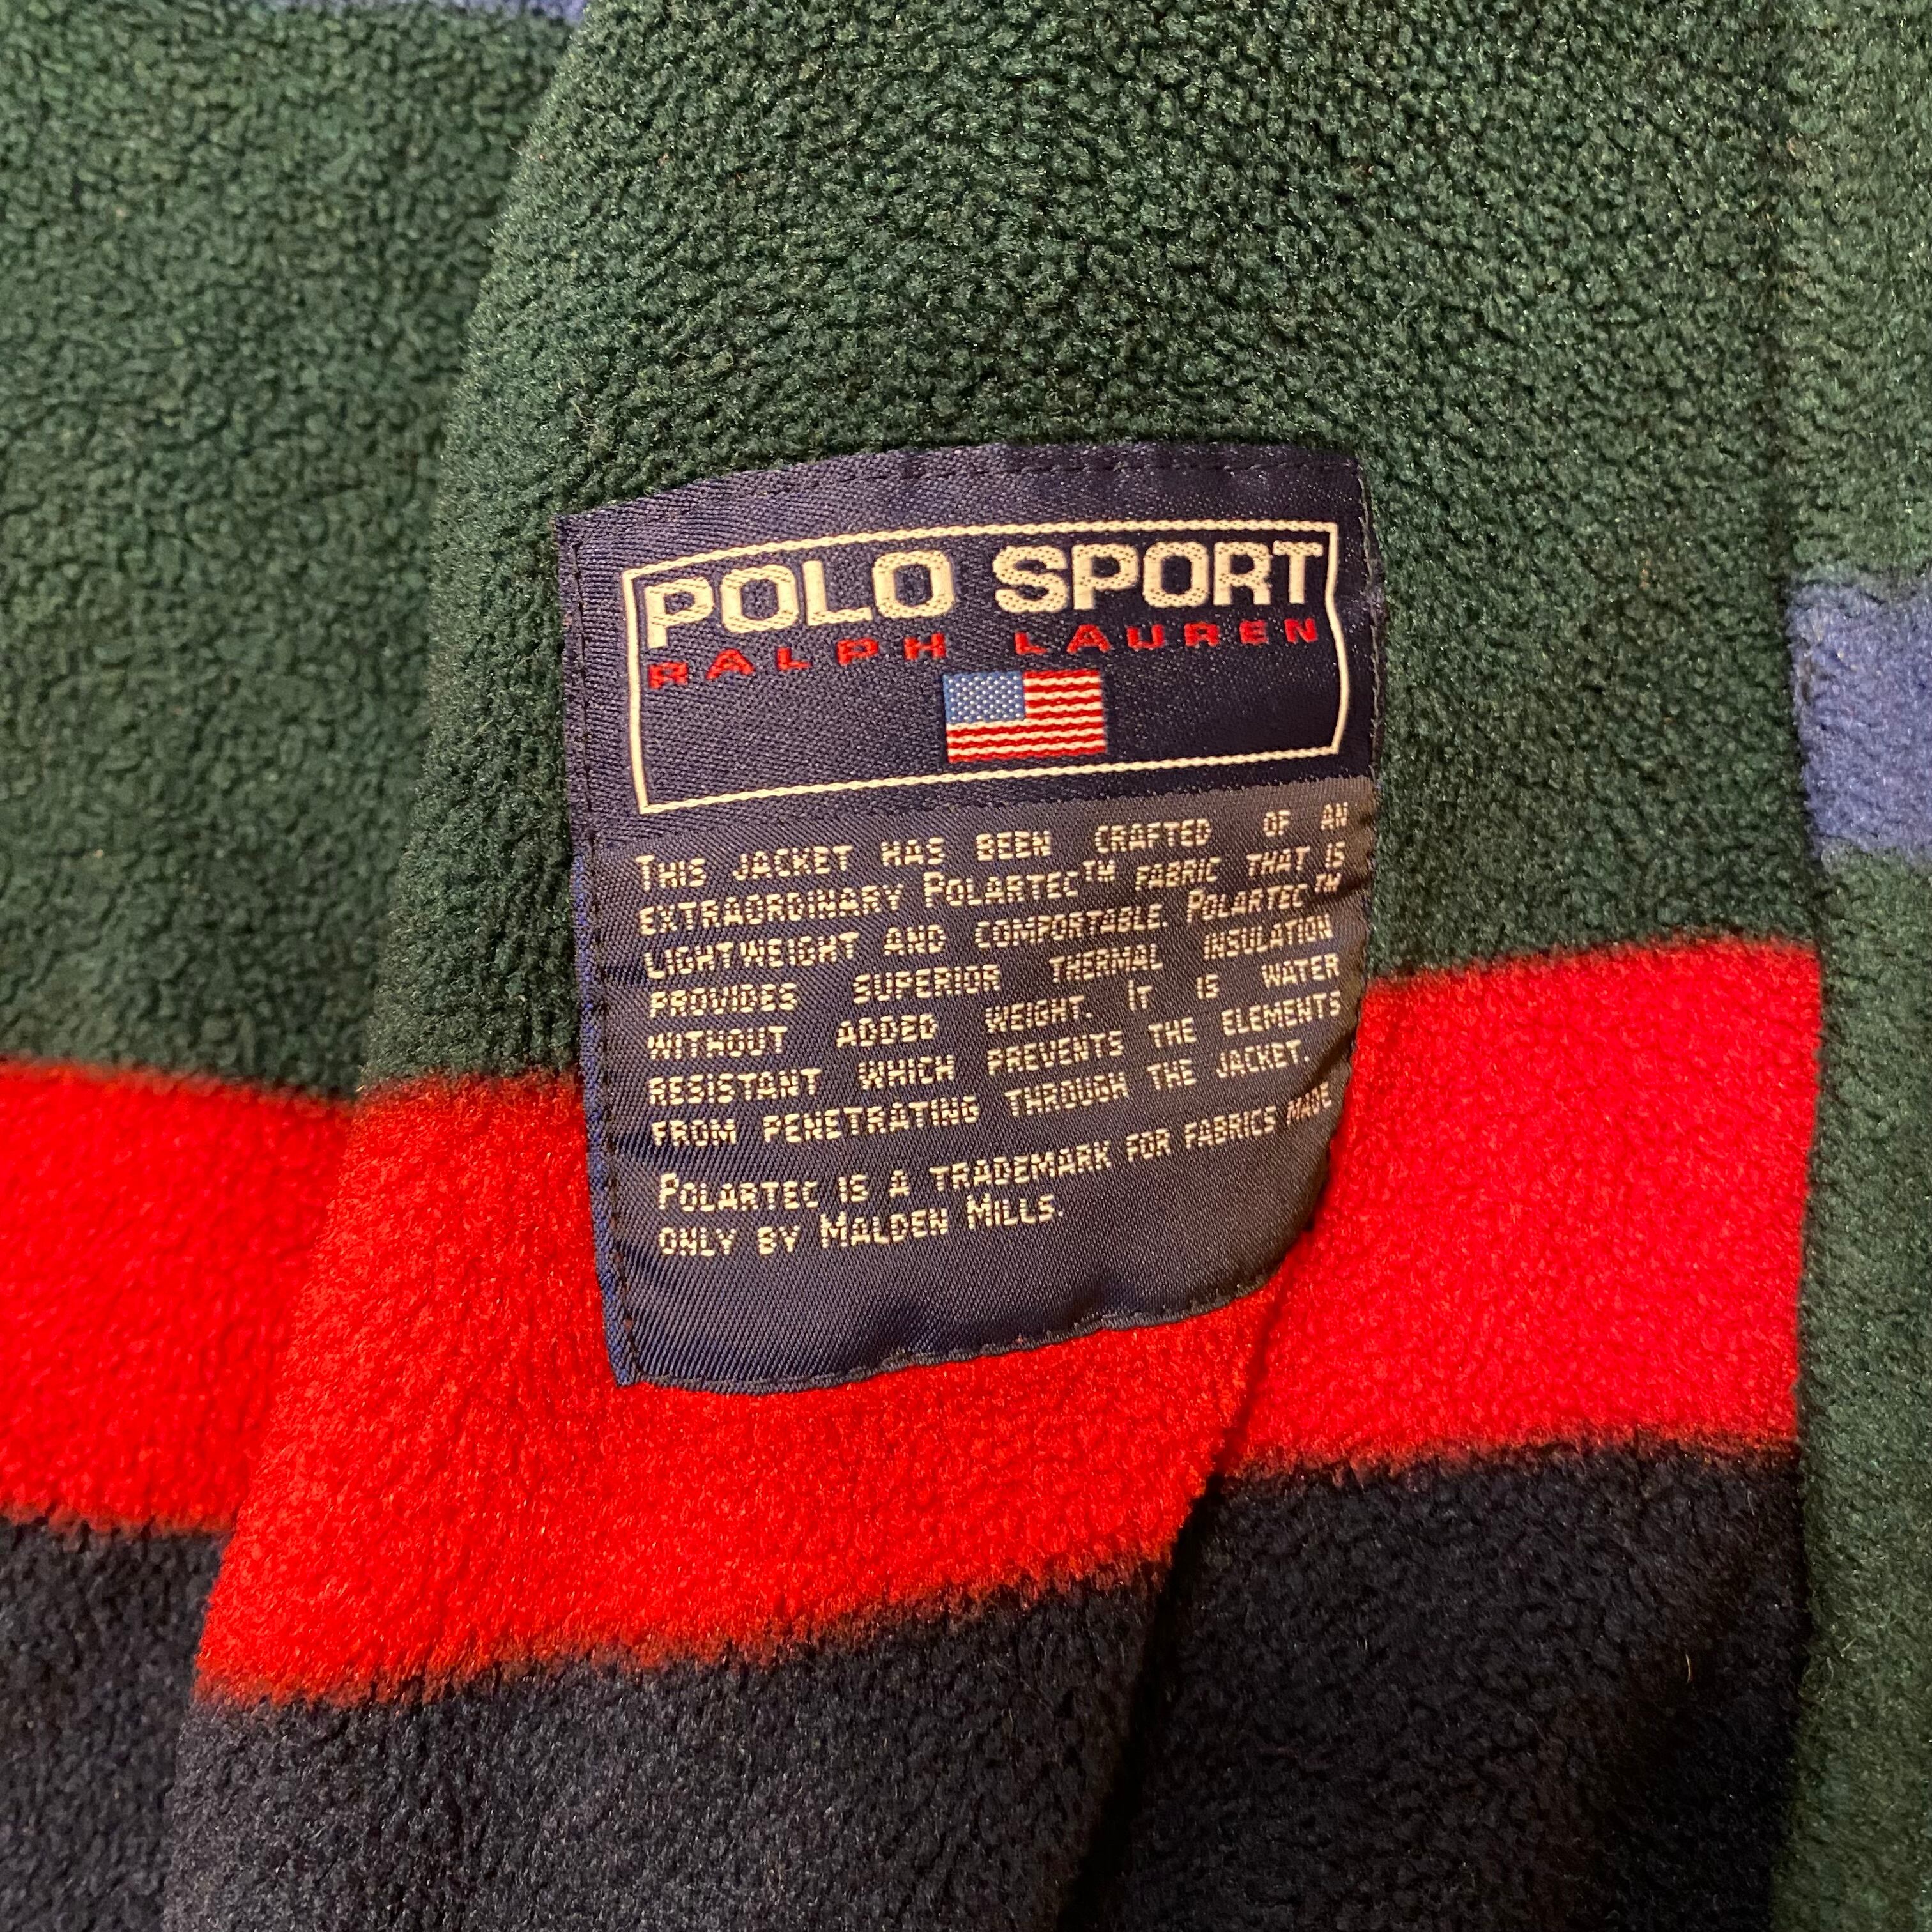 POLO SPORT
RALPH LAUREN
THIS JACKET HAS BEEN CRAFTED OF AN
EXTRAORDINARY POLARTEC™ FABRIC THAT IS
LIGHTWEIGHT AND COMFORTABLE. POLARTEC™
PROVIDES SUPERIOR THERMAL INSULATION
WITHOUT ADDED WEIGHT. IT IS WATER
RESISTANT WHICH PREVENTS THE ELEMENTS
FROM PENETRATING THROUGH THE JACKET.
POLARTEC IS A TRADEMARK FOR FABRICS MADE
ONLY BY MALDEN MILLS.